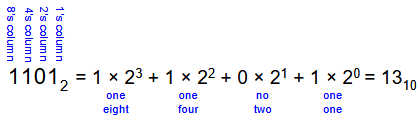 8's column
4's column
2's column
1's column
1101₂ = 1 × 2³ + 1 × 2² + 0 × 2¹ + 1 × 2⁰ = 13₁₀
one one no one
eight four two one